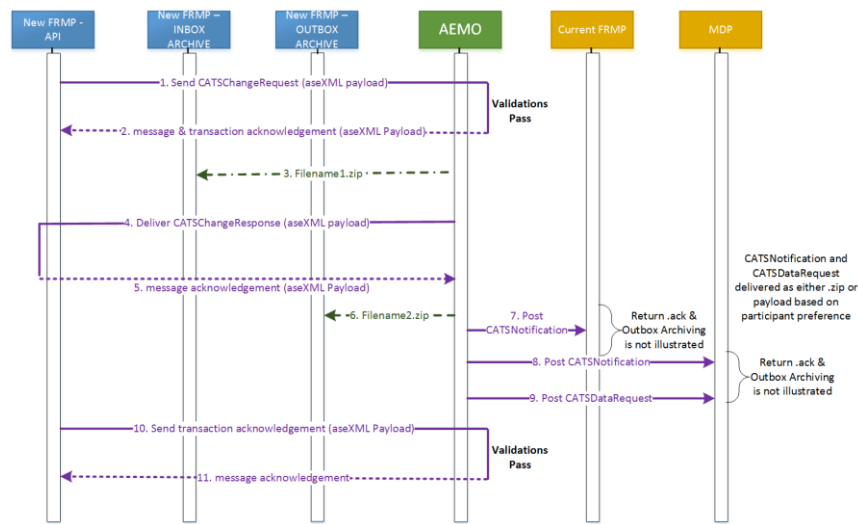 New FRMP -
API
New FRMP –
INBOX
ARCHIVE
New FRMP –
OUTBOX
ARCHIVE
AEMO
Current FRMP
MDP
1. Send CATSChangeRequest (aseXML payload)
Validations
Pass
2. message & transaction acknowledgement (aseXML Payload)
3. Filename1.zip
4. Deliver CATSChangeResponse (aseXML payload)
CATSNotification and
CATSDataRequest
delivered as either .zip or
payload based on
participant preference
5. message acknowledgement (aseXML Payload)
6. Filename2.zip
7. Post
CATSNotification
Return .ack &
Outbox Archiving
is not illustrated
8. Post CATSNotification
Return .ack &
Outbox Archiving
is not illustrated
9. Post CATSDataRequest
10. Send transaction acknowledgement (aseXML Payload)
Validations
Pass
11. message acknowledgement